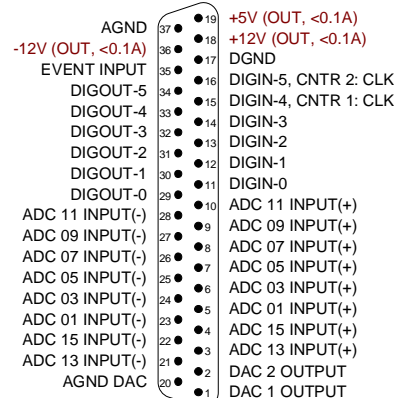 AGND 37
-12V (OUT, <0.1A) 36
EVENT INPUT 35
DIGOUT-5 34
DIGOUT-4 33
DIGOUT-3 32
DIGOUT-2 31
DIGOUT-1 30
DIGOUT-0 29
ADC 11 INPUT(-) 28
ADC 09 INPUT(-) 27
ADC 07 INPUT(-) 26
ADC 05 INPUT(-) 25
ADC 03 INPUT(-) 24
ADC 01 INPUT(-) 23
ADC 15 INPUT(-) 22
ADC 13 INPUT(-) 21
AGND DAC 20
19 +5V (OUT, <0.1A)
18 +12V (OUT, <0.1A)
17 DGND
16 DIGIN-5, CNTR 2: CLK
15 DIGIN-4, CNTR 1: CLK
14 DIGIN-3
13 DIGIN-2
12 DIGIN-1
11 DIGIN-0
10 ADC 11 INPUT(+)
9 ADC 09 INPUT(+)
8 ADC 07 INPUT(+)
7 ADC 05 INPUT(+)
6 ADC 03 INPUT(+)
5 ADC 01 INPUT(+)
4 ADC 15 INPUT(+)
3 ADC 13 INPUT(+)
2 DAC 2 OUTPUT
1 DAC 1 OUTPUT